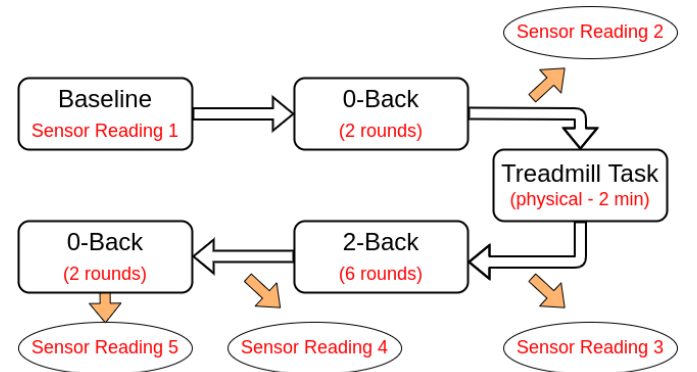 Sensor Reading 2
Baseline
Sensor Reading 1
0-Back
(2 rounds)
Treadmill Task
(physical - 2 min)
0-Back
(2 rounds)
2-Back
(6 rounds)
Sensor Reading 5
Sensor Reading 4
Sensor Reading 3